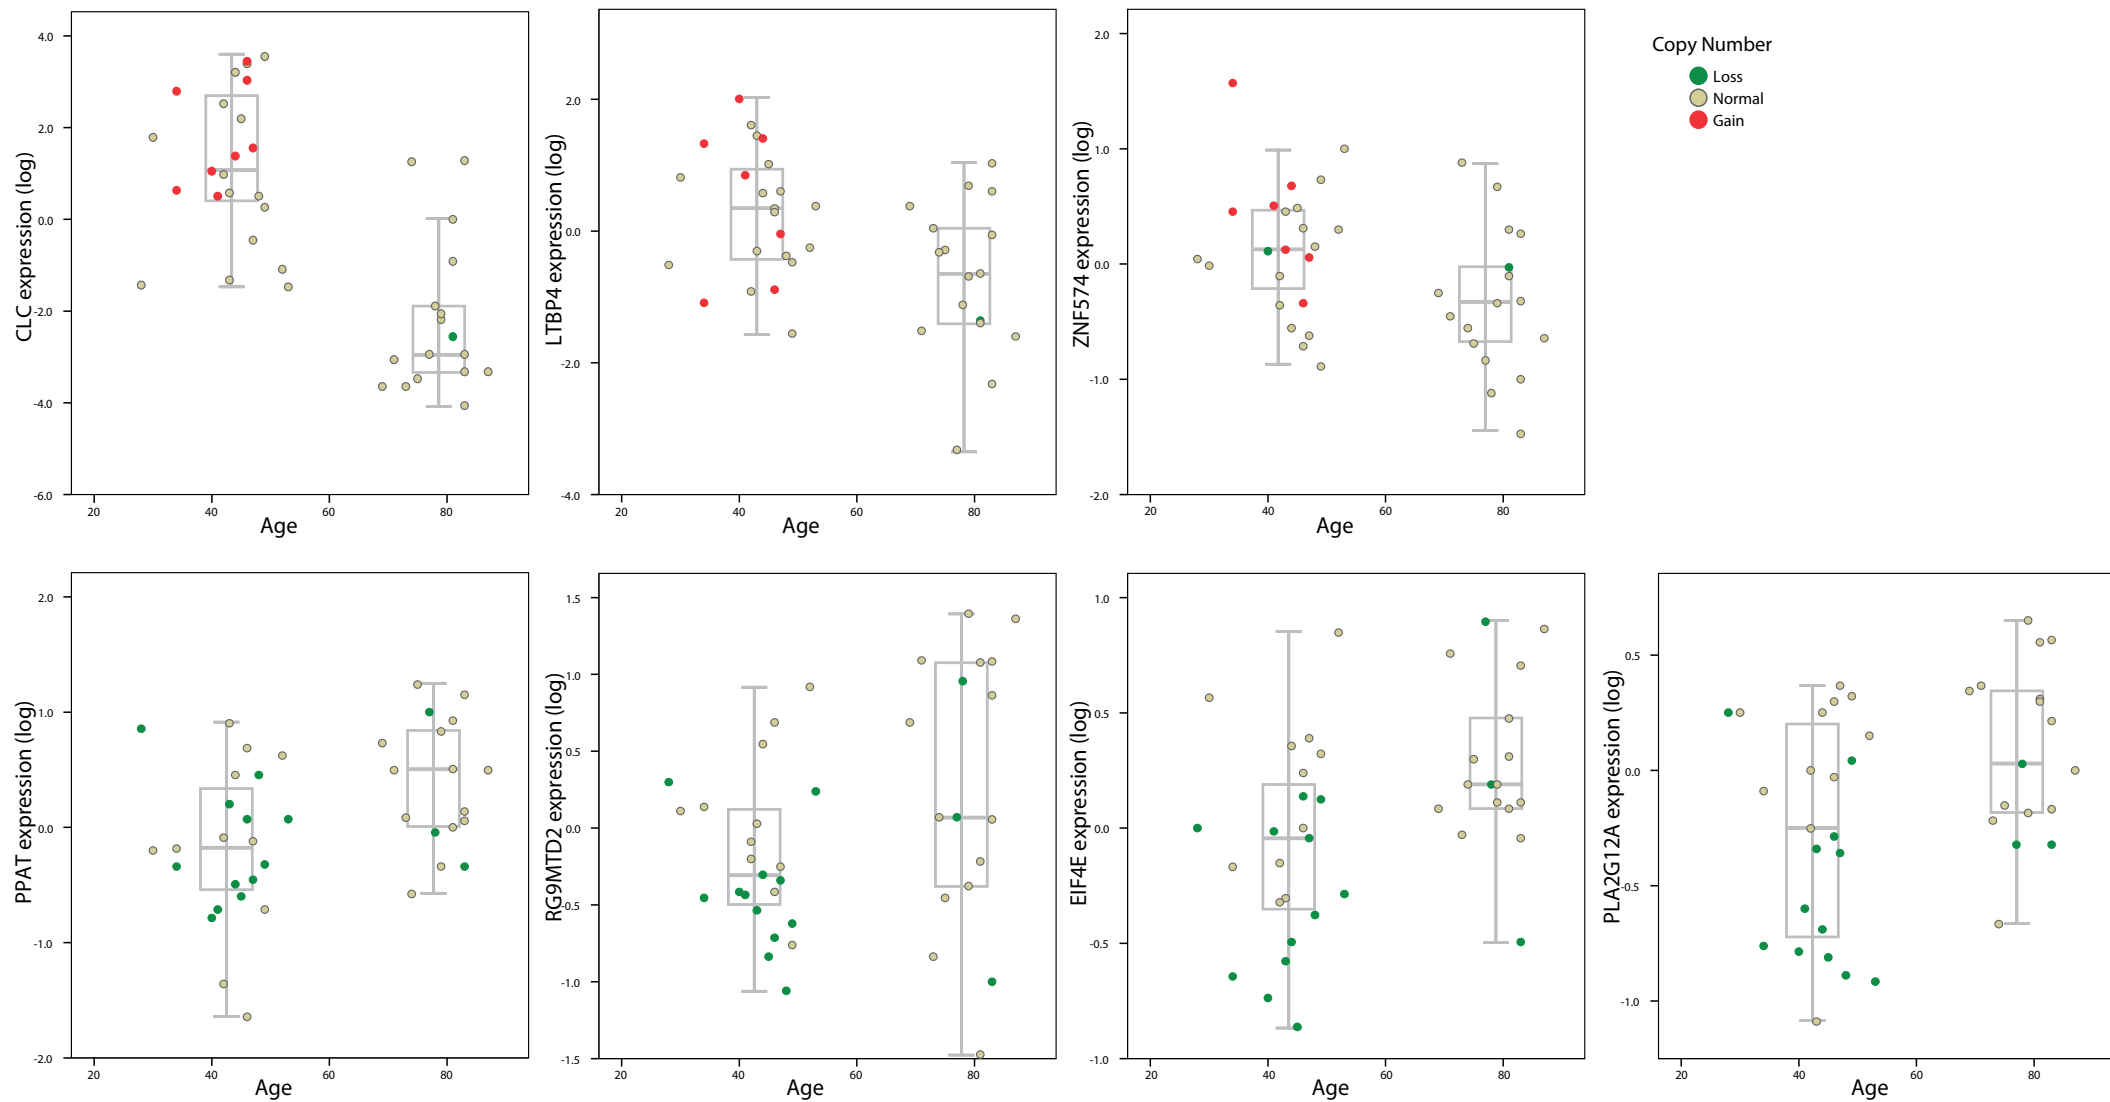 CLC expression (log)
4.0
2.0
0.0
-2.0
-4.0
-6.0
20 40 60 80
Age
LTBP4 expression (log)
2.0
0.0
-2.0
-4.0
20 40 60 80
Age
ZNF574 expression (log)
2.0
1.0
0.0
-1.0
-2.0
20 40 60 80
Age
Copy Number
Loss
Normal
Gain
PPAT expression (log)
2.0
1.0
0.0
-1.0
-2.0
20 40 60 80
Age
RG9MTD2 expression (log)
1.5
1.0
0.5
0.0
-0.5
-1.0
-1.5
20 40 60 80
Age
EIF4E expression (log)
1.0
0.5
0.0
-0.5
-1.0
20 40 60 80
Age
PLA2G12A expression (log)
0.5
0.0
-0.5
-1.0
20 40 60 80
Age